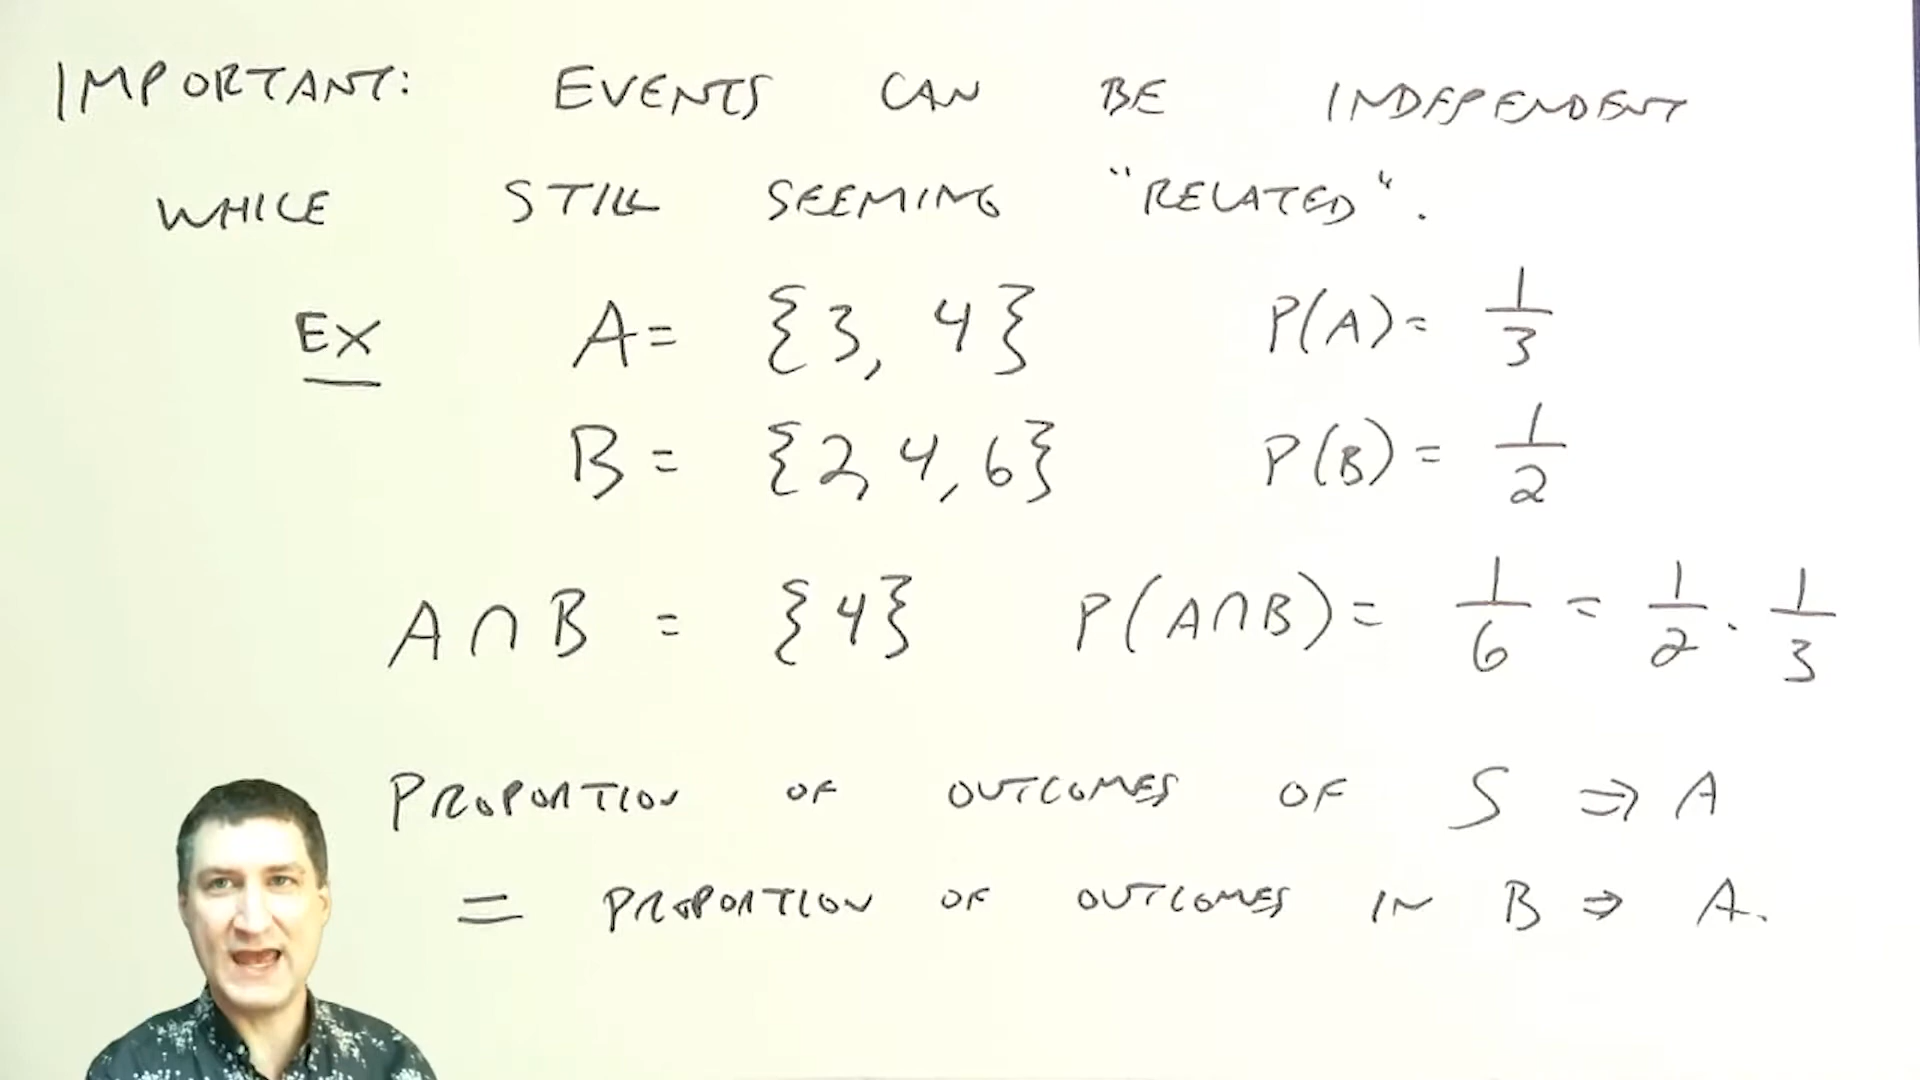 IMPORTANT: EVENTS CAN BE INDEPENDENT
WHILE STILL SEEMING "RELATED".
EX A = {3, 4} P(A) = 1/3
B = {2, 4, 6} P(B) = 1/2
A ∩ B = {4} P(A∩B) = 1/6 = 1/2 · 1/3
PROPORTION OF OUTCOMES OF S ⇒ A
= PROPORTION OF OUTCOMES IN B ⇒ A.